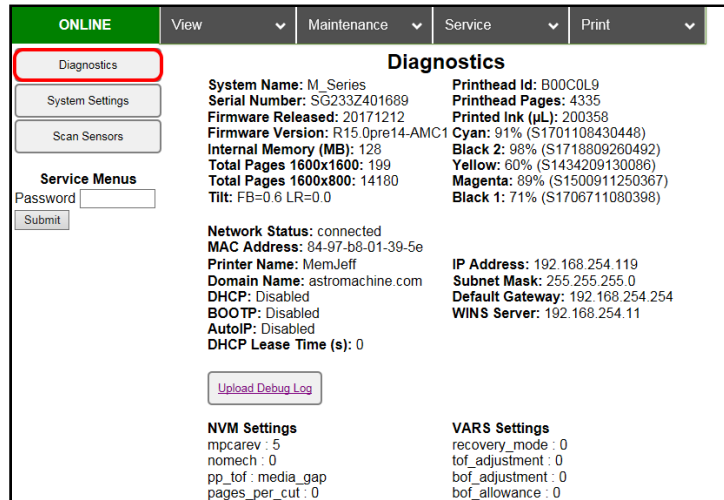 ONLINE View Maintenance Service Print
Diagnostics
System Settings
Scan Sensors
Service Menus
Password
Submit
Diagnostics
System Name: M_Series
Serial Number: SG233Z401689
Firmware Released: 20171212
Firmware Version: R15.0pre14-AMC1
Internal Memory (MB): 128
Total Pages 1600x1600: 199
Total Pages 1600x800: 14180
Tilt: FB=0.6 LR=0.0
Printhead Id: B00C0L9
Printhead Pages: 4335
Printed Ink (µL): 200358
Cyan: 91% (S1701108430448)
Black 2: 98% (S1718809260492)
Yellow: 60% (S1434209130086)
Magenta: 89% (S1500911250367)
Black 1: 71% (S1706711080398)
Network Status: connected
MAC Address: 84-97-b8-01-39-5e
Printer Name: MemJeff
Domain Name: astromachine.com
DHCP: Disabled
BOOTP: Disabled
AutoIP: Disabled
DHCP Lease Time (s): 0
IP Address: 192.168.254.119
Subnet Mask: 255.255.255.0
Default Gateway: 192.168.254.254
WINS Server: 192.168.254.11
Upload Debug Log
NVM Settings
mpcarev : 5
nomech : 0
pp_tof : media_gap
pages_per_cut : 0
VARS Settings
recovery_mode : 0
tof_adjustment : 0
bof_adjustment : 0
bof_allowance : 0